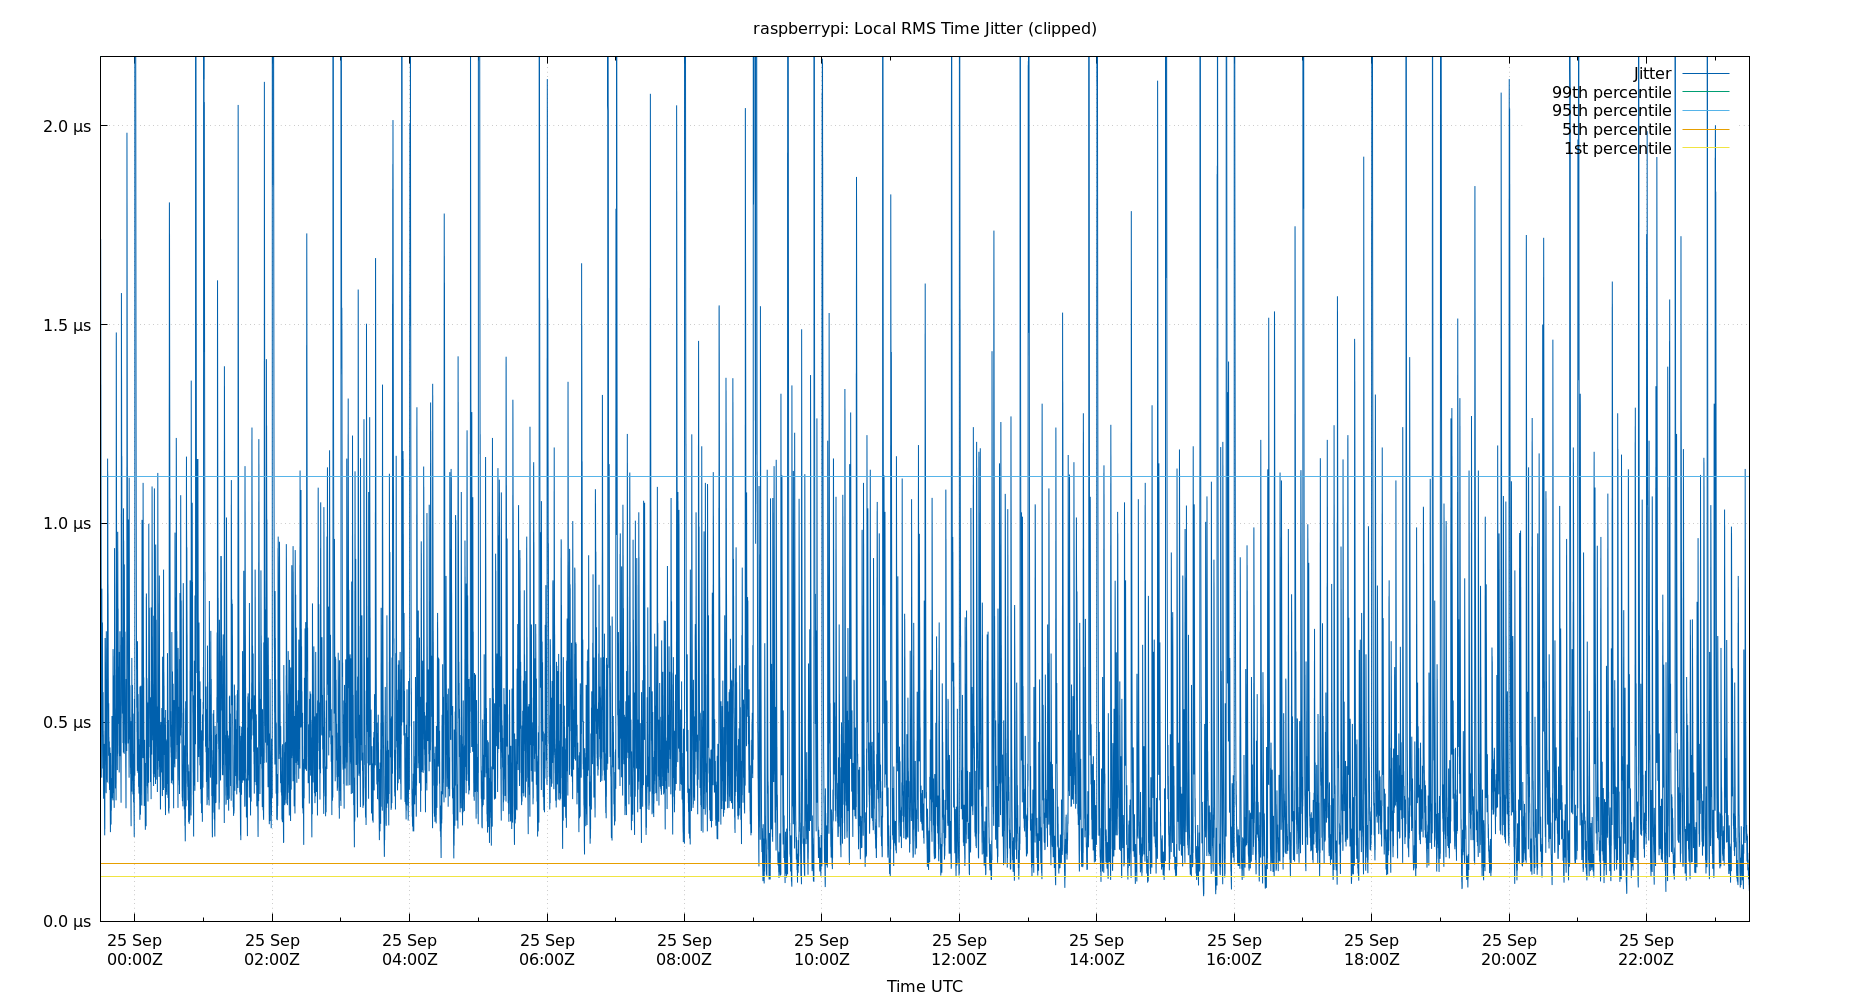 raspberrypi: Local RMS Time Jitter (clipped)
Jitter
99th percentile
95th percentile
5th percentile
1st percentile
2.0 µs
1.5 µs
1.0 µs
0.5 µs
0.0 µs
25 Sep 25 Sep 25 Sep 25 Sep 25 Sep 25 Sep 25 Sep 25 Sep 25 Sep 25 Sep 25 Sep 25 Sep
00:00Z 02:00Z 04:00Z 06:00Z 08:00Z 10:00Z 12:00Z 14:00Z 16:00Z 18:00Z 20:00Z 22:00Z
Time UTC